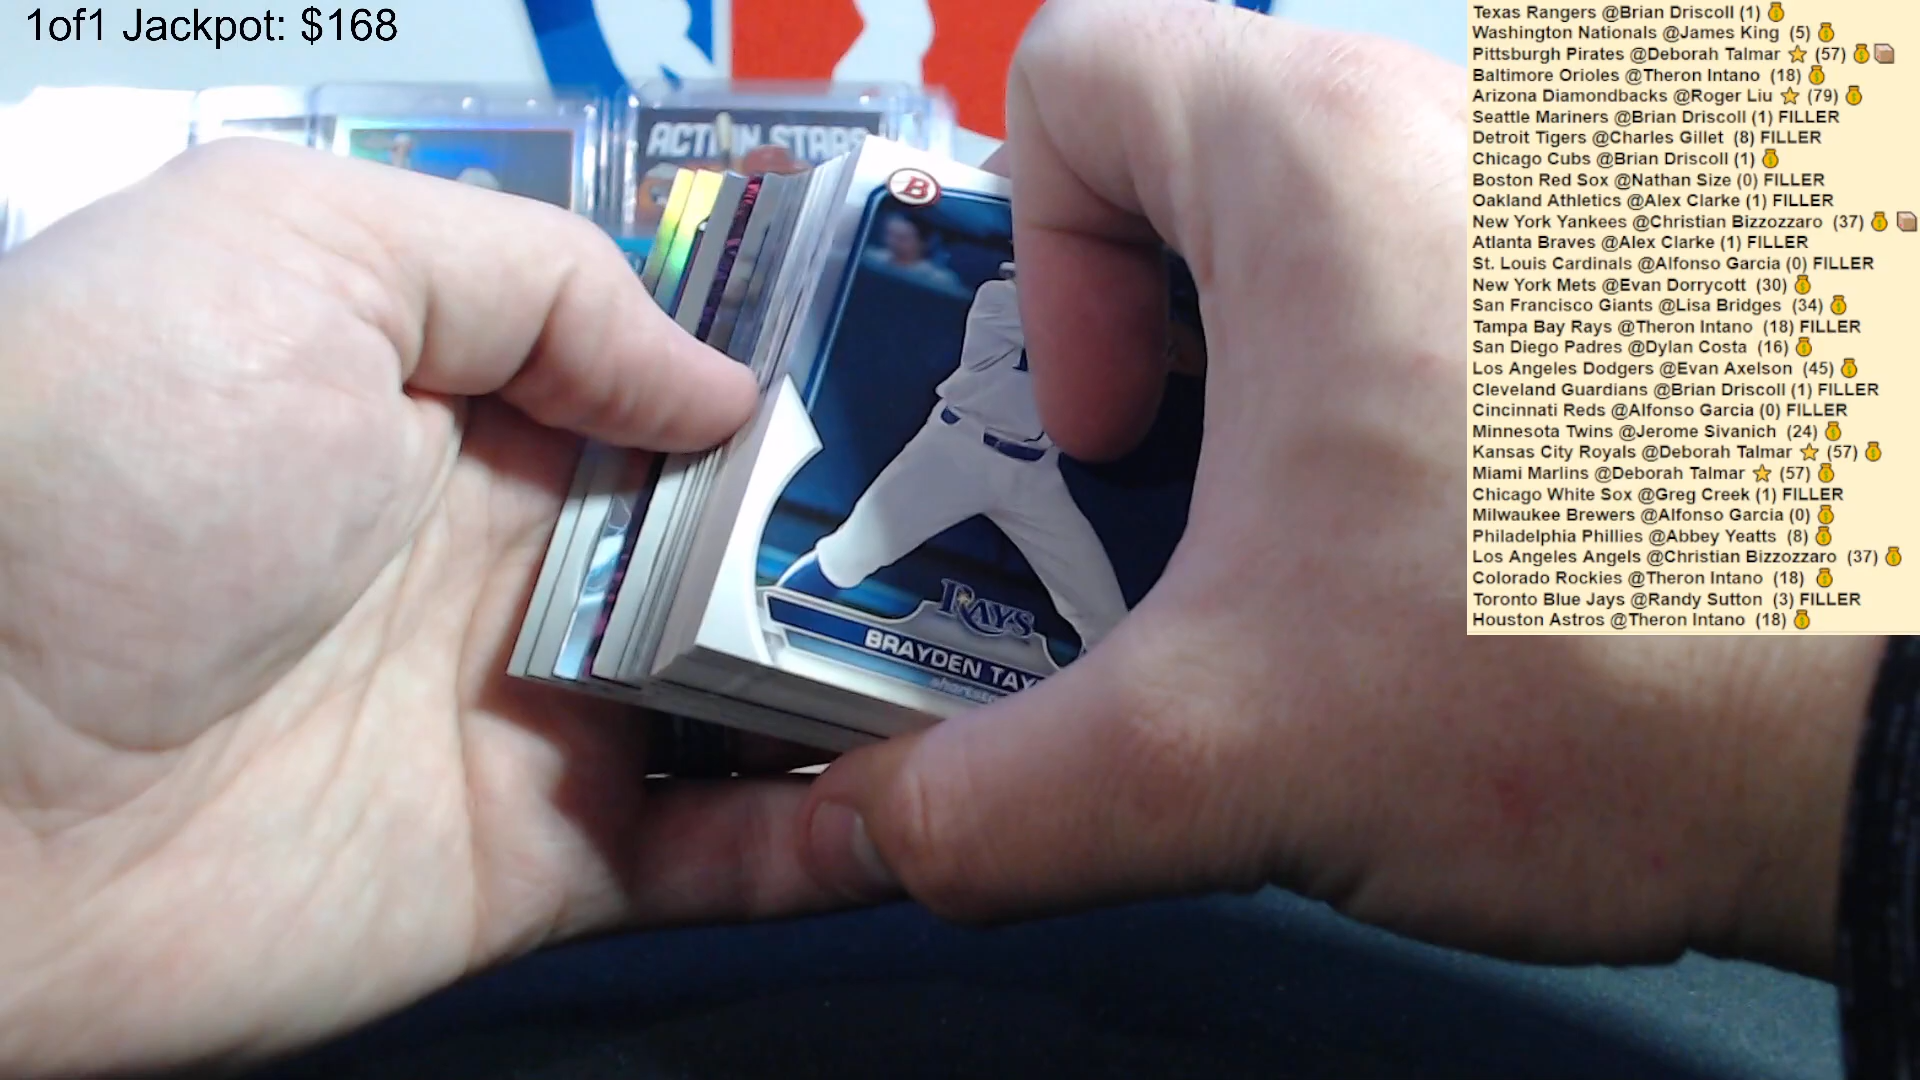 1of1 Jackpot: $168
Texas Rangers @Brian Driscoll (1)
Washington Nationals @James King (5)
Pittsburgh Pirates @Deborah Talmar (57)
Baltimore Orioles @Theron Intano (18)
Arizona Diamondbacks @Roger Liu (79)
Seattle Mariners @Brian Driscoll (1) FILLER
Detroit Tigers @Charles Gillet (8) FILLER
Chicago Cubs @Brian Driscoll (1)
Boston Red Sox @Nathan Size (0) FILLER
Oakland Athletics @Alex Clarke (1) FILLER
New York Yankees @Christian Bizzozzaro (37)
Atlanta Braves @Alex Clarke (1) FILLER
St. Louis Cardinals @Alfonso Garcia (0) FILLER
New York Mets @Evan Dorrycott (30)
San Francisco Giants @Lisa Bridges (34)
Tampa Bay Rays @Theron Intano (18) FILLER
San Diego Padres @Dylan Costa (16)
Los Angeles Dodgers @Evan Axelson (45)
Cleveland Guardians @Brian Driscoll (1) FILLER
Cincinnati Reds @Alfonso Garcia (0) FILLER
Minnesota Twins @Jerome Sivanich (24)
Kansas City Royals @Deborah Talmar (57)
Miami Marlins @Deborah Talmar (57)
Chicago White Sox @Greg Creek (1) FILLER
Milwaukee Brewers @Alfonso Garcia (0)
Philadelphia Phillies @Abbey Yeatts (8)
Los Angeles Angels @Christian Bizzozzaro (37)
Colorado Rockies @Theron Intano (18)
Toronto Blue Jays @Randy Sutton (3) FILLER
Houston Astros @Theron Intano (18)
ACTION STARS
B
RAYS
BRAYDEN TAY